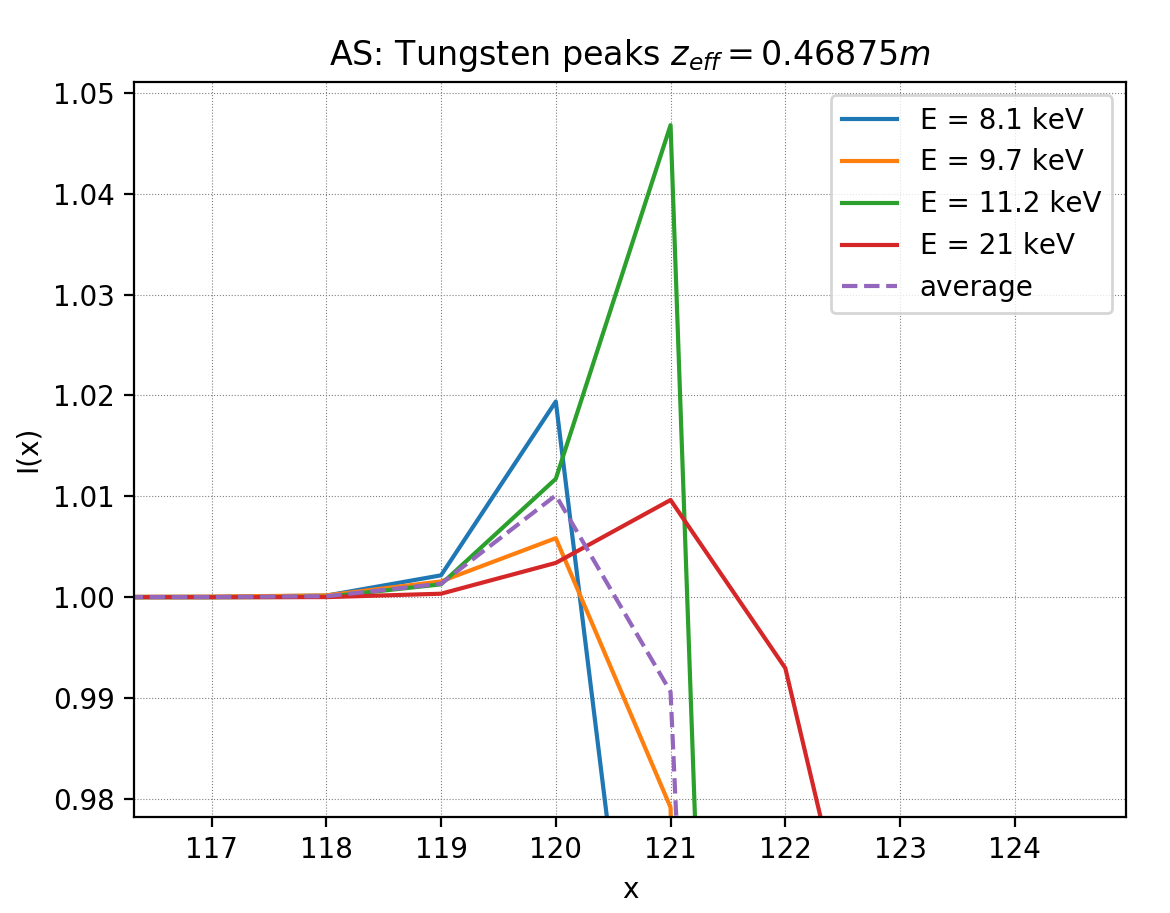 AS: Tungsten peaks z_eff = 0.46875m
1.05
1.04
1.03
1.02
1.01
1.00
0.99
0.98
I(x)
E = 8.1 keV
E = 9.7 keV
E = 11.2 keV
E = 21 keV
average
117 118 119 120 121 122 123 124
x